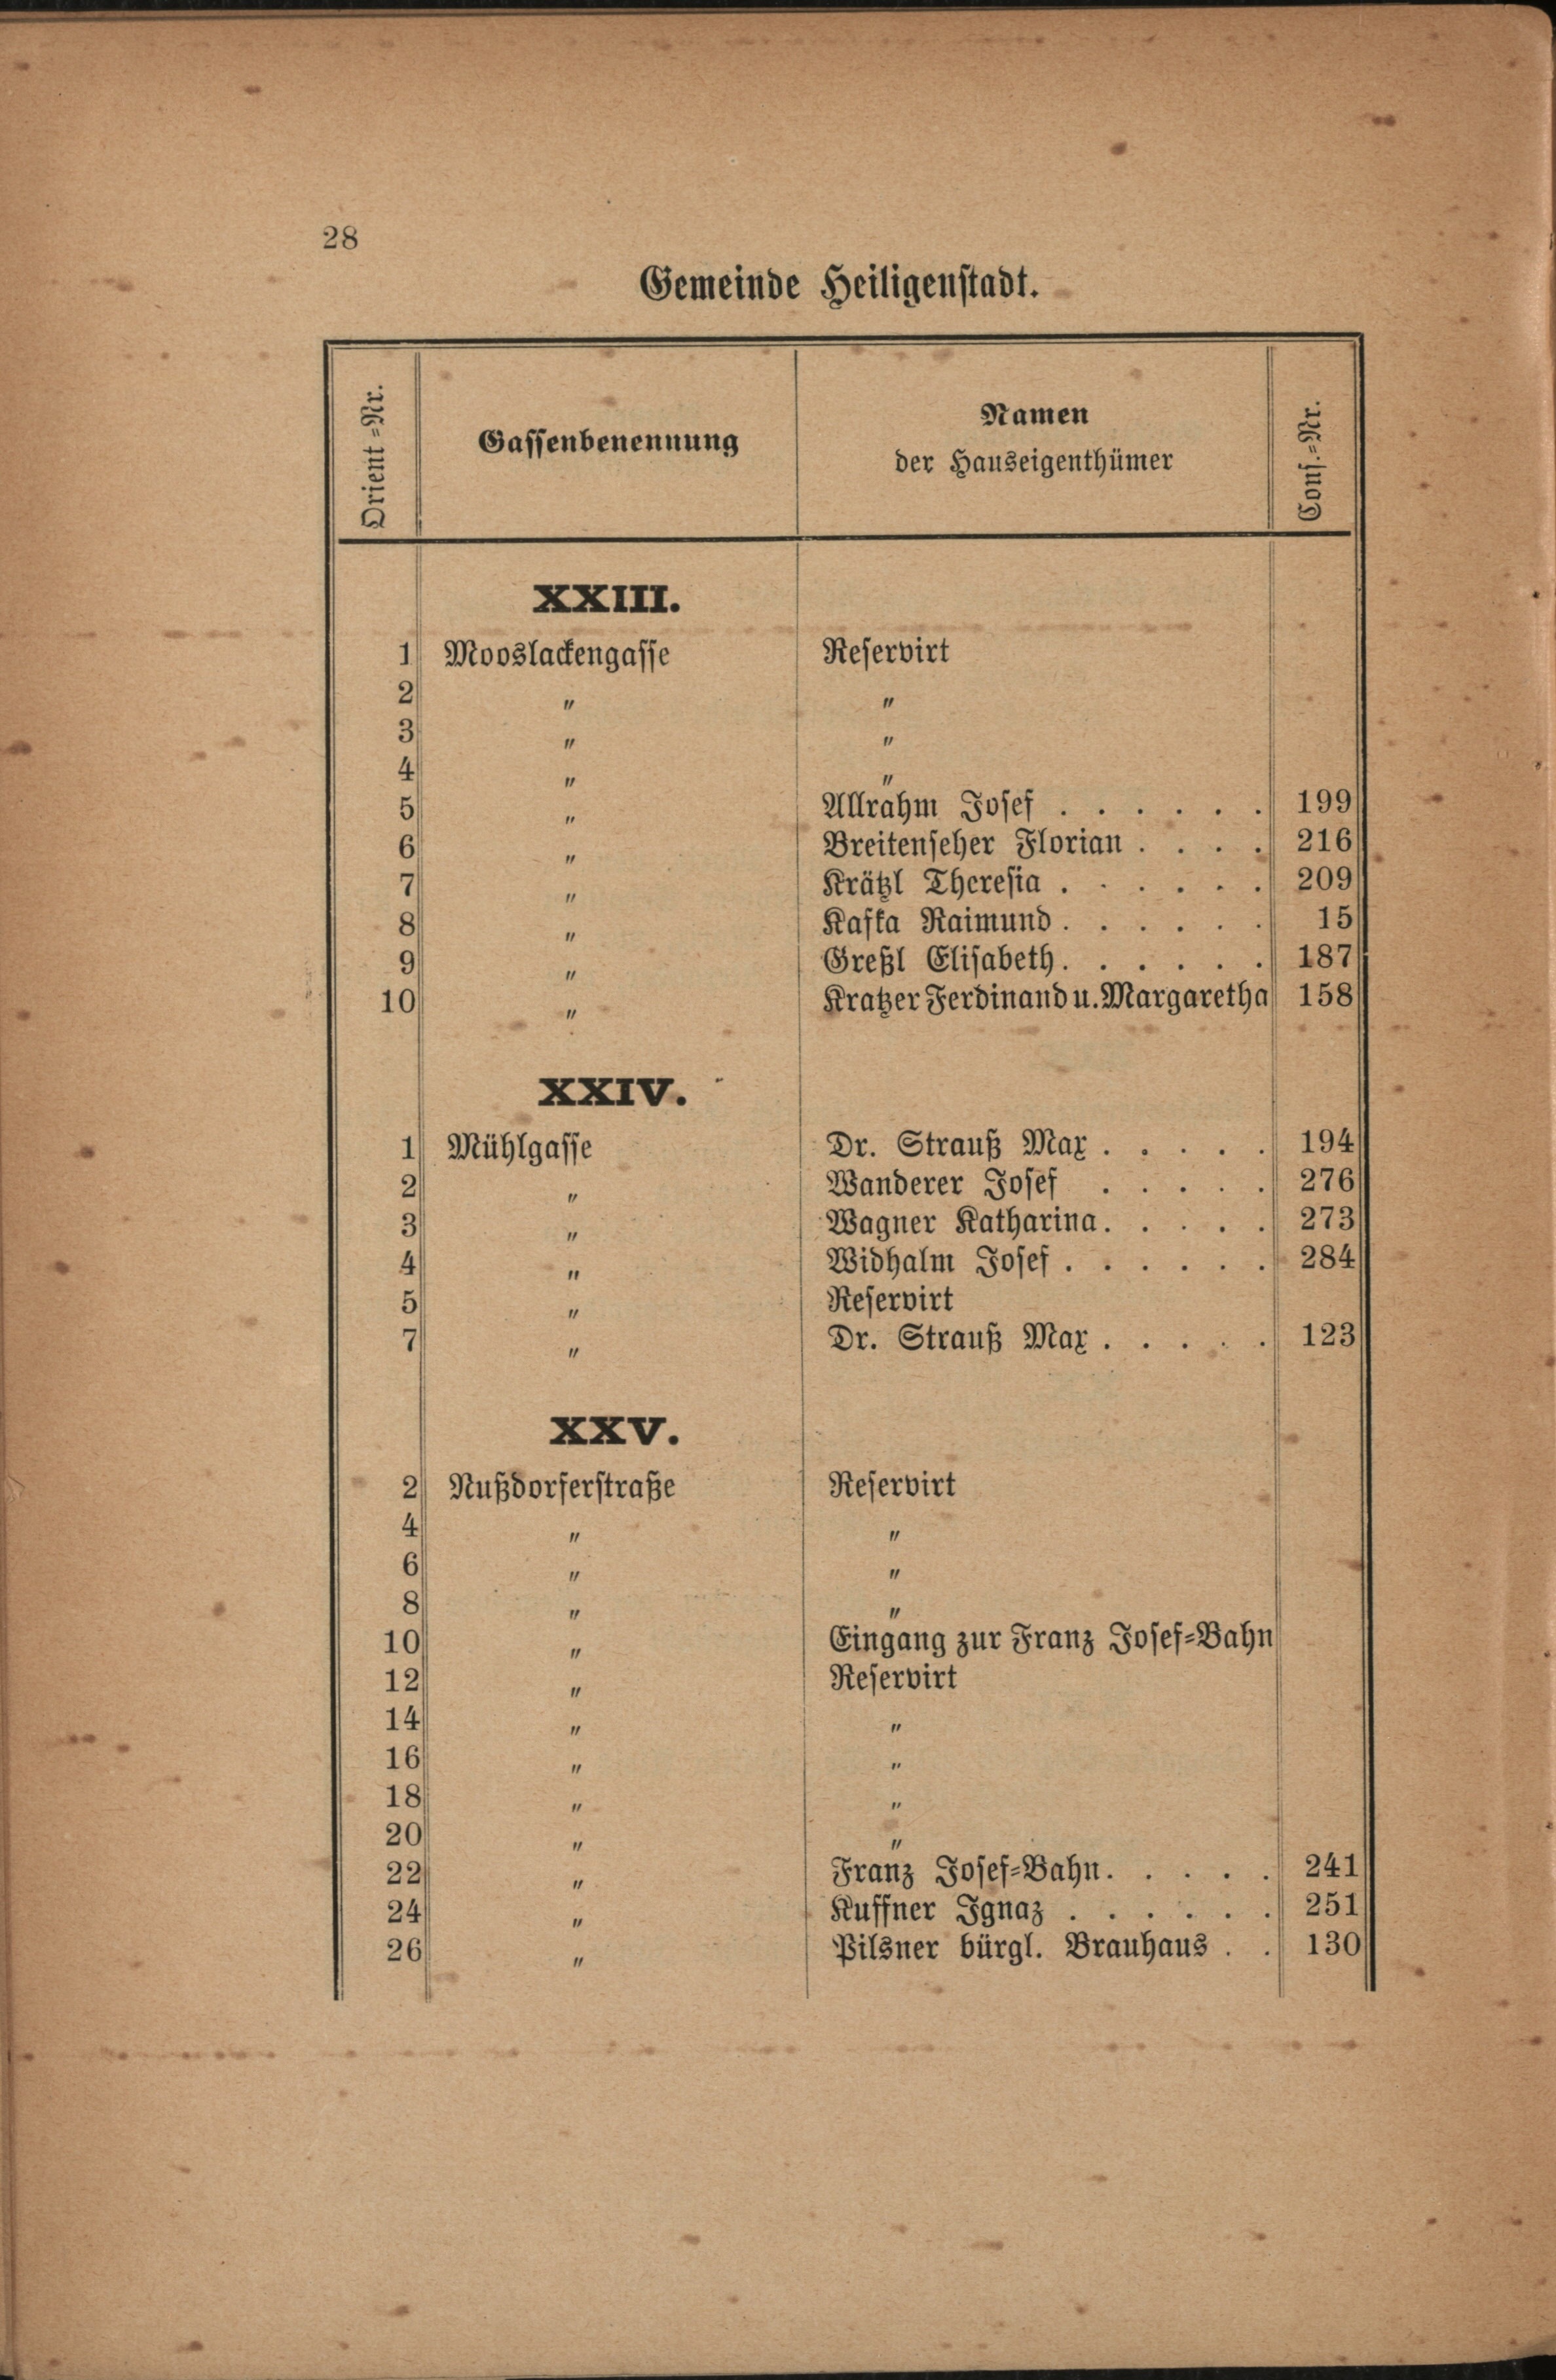 28
Gemeinde Heiligenstadt.
Orient-Nr. Gassenbenennung Namen der Hauseigenthümer Cons.-Nr.
XXIII.
1 Mooslackengasse Reservirt
2 " "
3 " "
4 " "
5 " Allrahm Josef . . . . . . 199
6 " Breitenseher Florian . . . . 216
7 " Krätzl Theresia . . . . . . 209
8 " Kafka Raimund . . . . . . 15
9 " Greßl Elisabeth. . . . . . 187
10 " Kratzer Ferdinand u. Margaretha 158
XXIV.
1 Mühlgasse Dr. Strauß Max . . . . . 194
2 " Wanderer Josef . . . . . 276
3 " Wagner Katharina. . . . . 273
4 " Widhalm Josef . . . . . . 284
5 " Reservirt
7 " Dr. Strauß Max . . . . . 123
XXV.
2 Nußdorferstraße Reservirt
4 " "
6 " "
8 " "
10 " Eingang zur Franz Josef-Bahn
12 " Reservirt
14 " "
16 " "
18 " "
20 " "
22 " Franz Josef-Bahn. . . . . 241
24 " Kuffner Ignaz . . . . . . 251
26 " Pilsner bürgl. Brauhaus . . 130